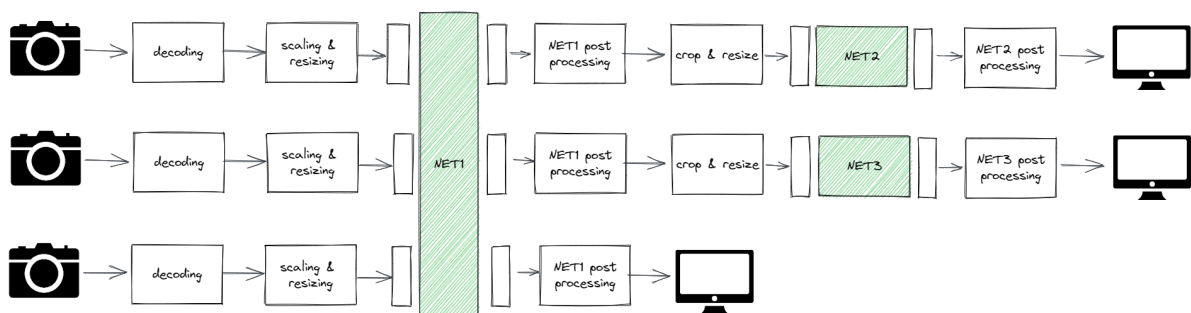 decoding
scaling &
resizing
NET1 post
processing
crop & resize
NET2
NET2 post
processing
decoding
scaling &
resizing
NET1
NET1 post
processing
crop & resize
NET3
NET3 post
processing
decoding
scaling &
resizing
NET1 post
processing